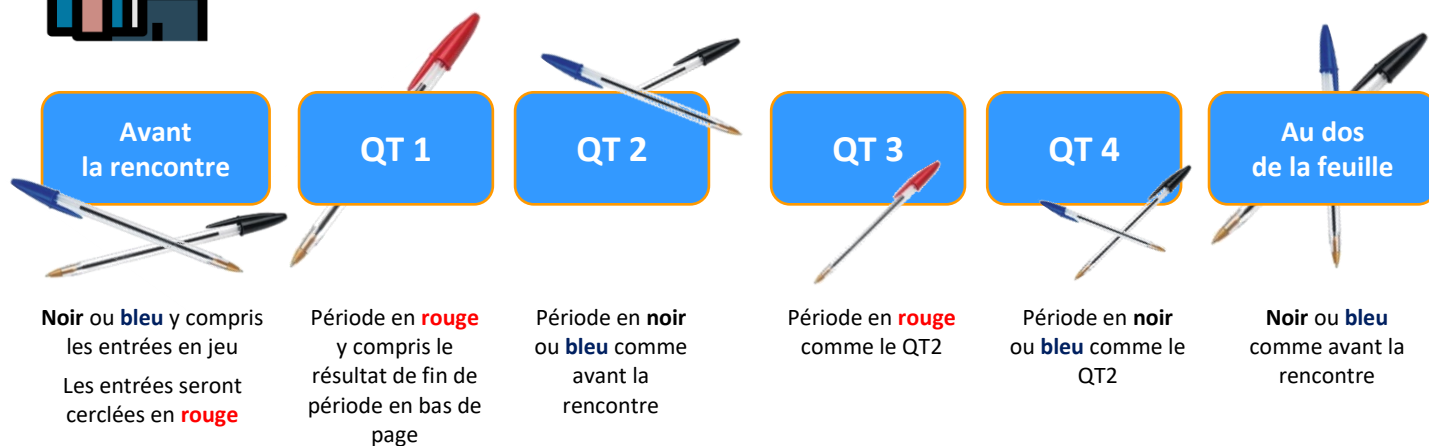 Avant
la rencontre
QT 1
QT 2
QT 3
QT 4
Au dos
de la feuille
Noir ou bleu y compris
les entrées en jeu
Les entrées seront
cerclées en rouge
Période en rouge
y compris le
résultat de fin de
période en bas de
page
Période en noir
ou bleu comme
avant la
rencontre
Période en rouge
comme le QT2
Période en noir
ou bleu comme le
QT2
Noir ou bleu
comme avant la
rencontre